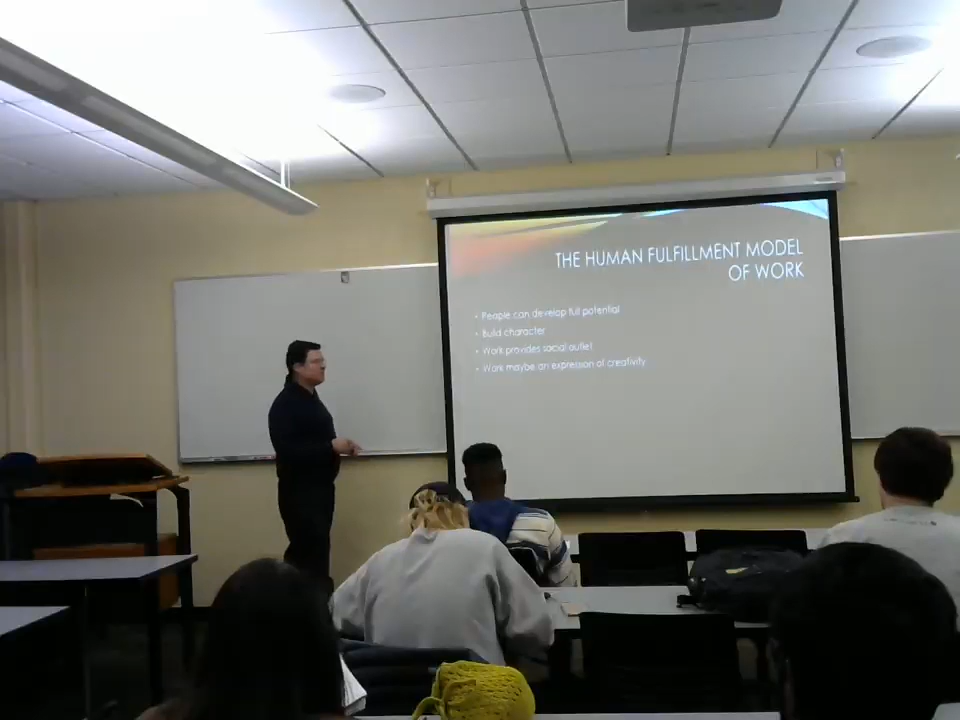 THE HUMAN FULFILLMENT MODEL
OF WORK
• People can develop full potential
• Build character
• Work provides social outlet
• Work maybe an expression of creativity